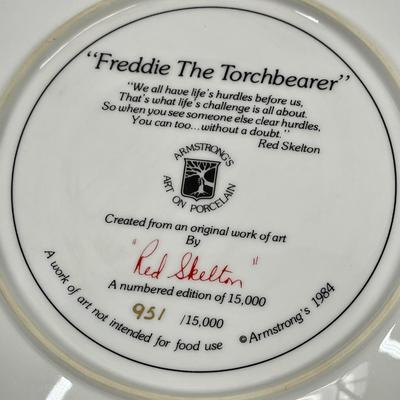 "Freddie The Torchbearer"
"We all have life's hurdles before us,
That's what life's challenge is all about.
So when you see someone else clear hurdles,
You can too...without a doubt."
Red Skelton
ARMSTRONG'S
ART ON PORCELAIN
Created from an original work of art
By
"Red Skelton"
A numbered edition of 15,000
951 /15,000
A work of art not intended for food use
© Armstrong's 1984